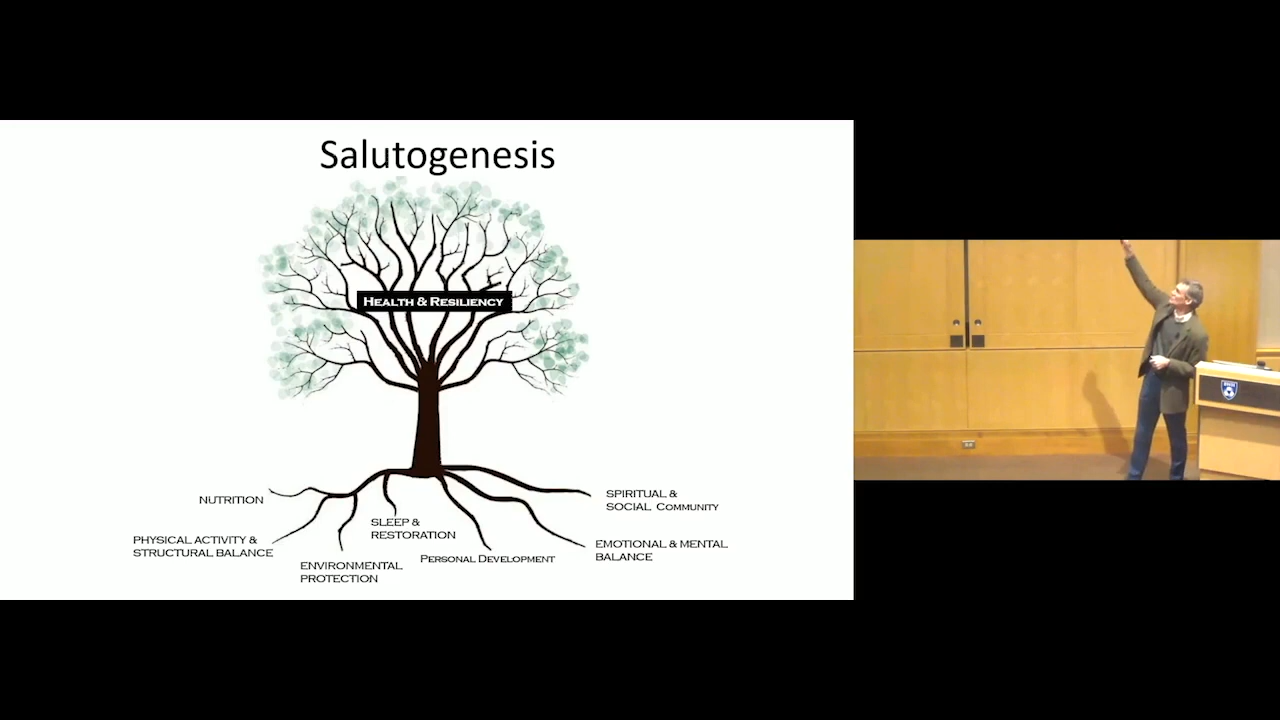 Salutogenesis
HEALTH & RESILIENCY
NUTRITION
PHYSICAL ACTIVITY &
STRUCTURAL BALANCE
ENVIRONMENTAL
PROTECTION
SLEEP &
RESTORATION
PERSONAL DEVELOPMENT
SPIRITUAL &
SOCIAL COMMUNITY
EMOTIONAL & MENTAL
BALANCE